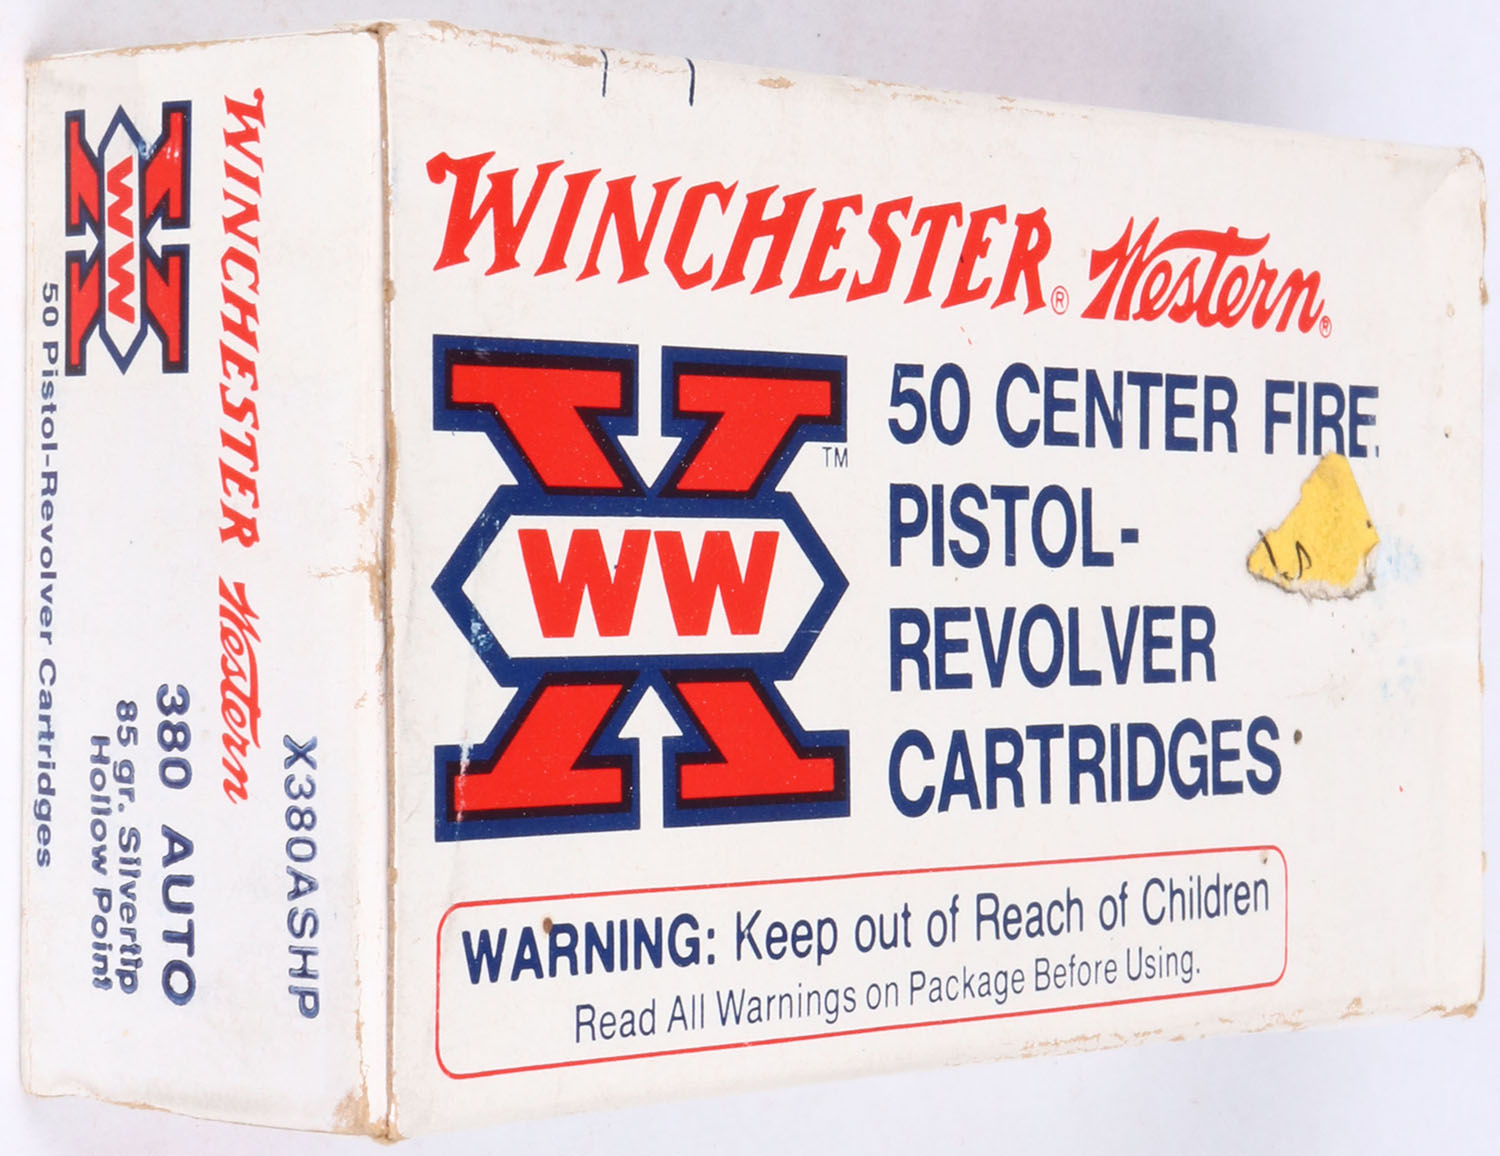 WINCHESTER® Western®
WW
TM
50 CENTER FIRE
PISTOL-
REVOLVER
CARTRIDGES
WARNING: Keep out of Reach of Children
Read All Warnings on Package Before Using.
X380ASHP
WINCHESTER Western
380 AUTO
85 gr. Silvertip
Hollow Point
WW
50 Pistol-Revolver Cartridges